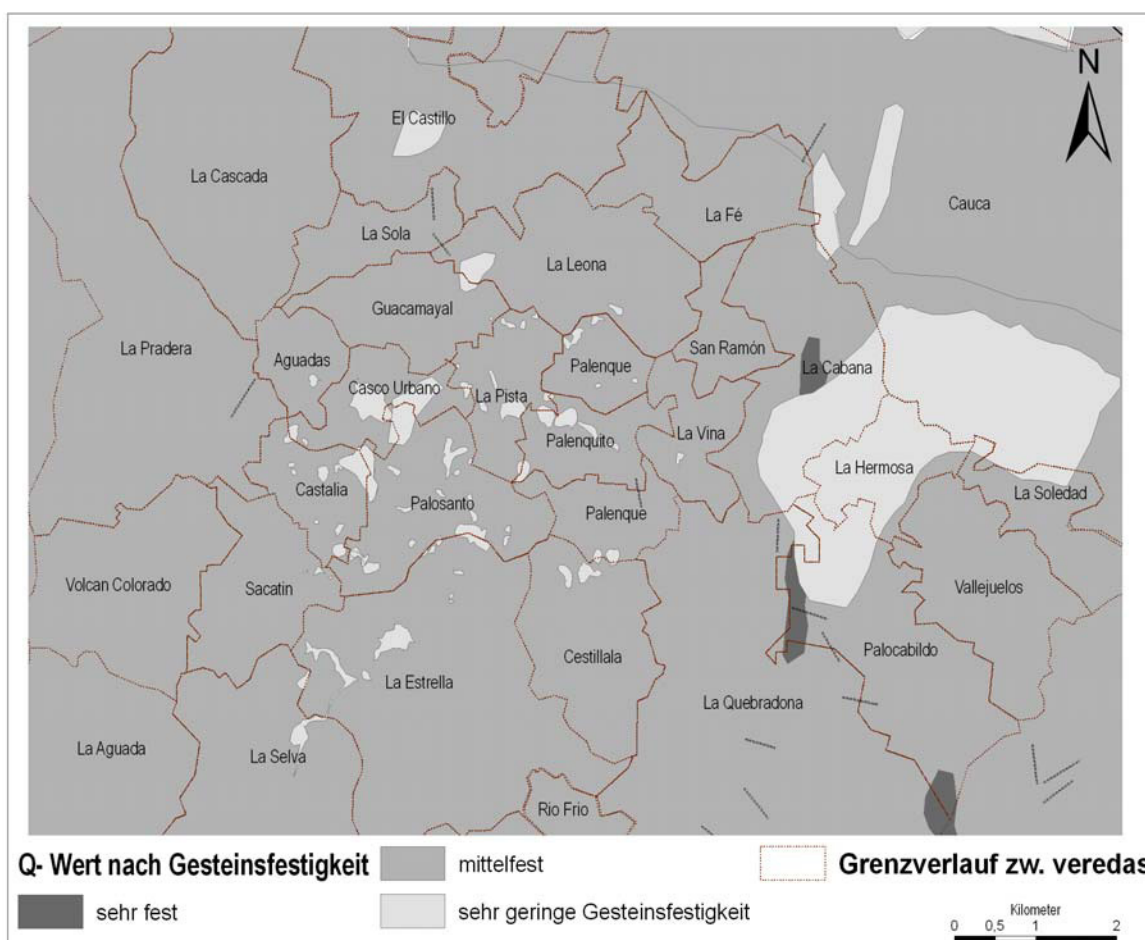 N
El Castillo
La Cascada
Cauca
La Fé
La Sola
La Leona
Guacamayal
La Pradera
San Ramón
Aguadas
Palenque
La Cabana
Casco Urbano
La Pista
Palenquito
La Vina
La Hermosa
Castalia
La Soledad
Palosanto
Palenque
Volcan Colorado
Sacatin
Vallejuelos
Cestillala
Palocabildo
La Estrella
La Quebradona
La Aguada
La Selva
Rio Frio
Q- Wert nach Gesteinsfestigkeit
mittelfest
Grenzverlauf zw. veredas
sehr fest
sehr geringe Gesteinsfestigkeit
Kilometer
0 0,5 1 2